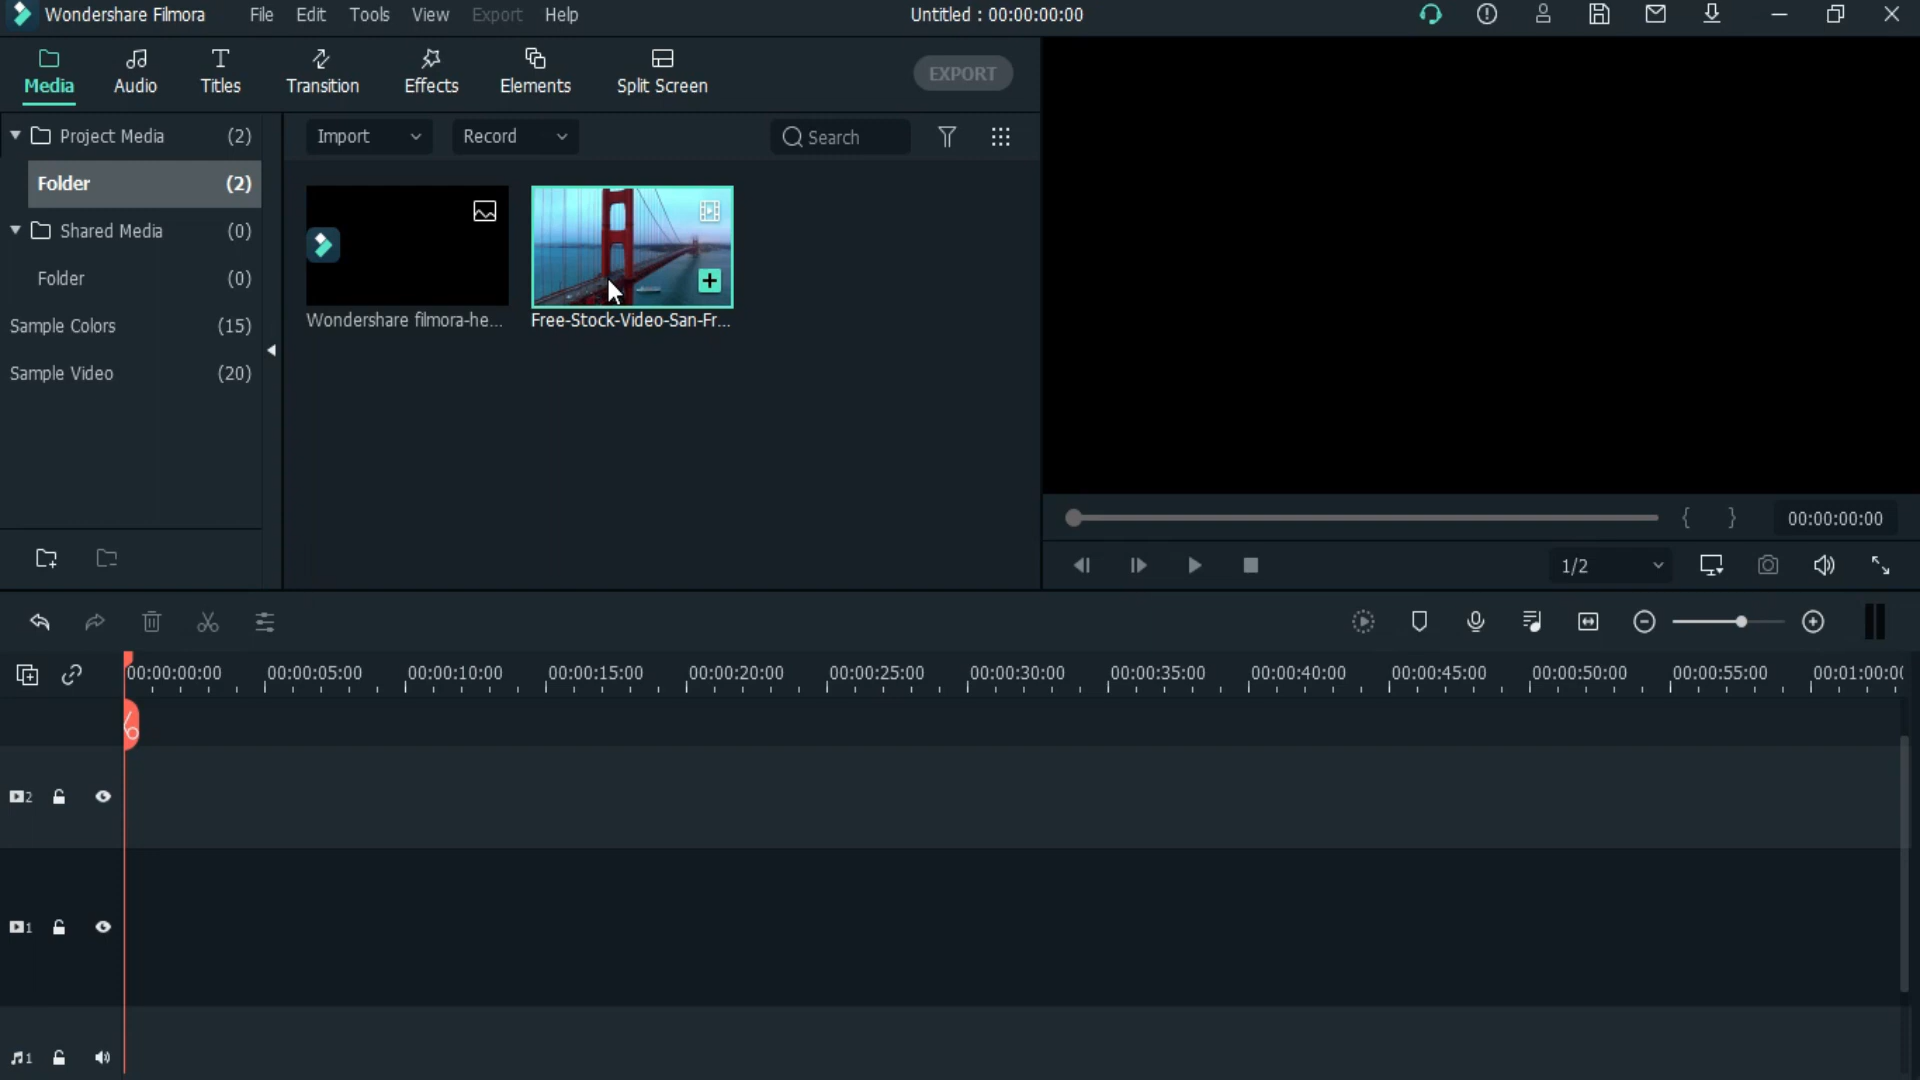 Wondershare Filmora File Edit Tools View Export Help Untitled : 00:00:00:00
Media Audio Titles Transition Effects Elements Split Screen EXPORT
Project Media (2) Import Record Search
Folder (2)
Shared Media (0)
Folder (0)
Sample Colors (15)
Sample Video (20)
Wondershare filmora-he... Free-Stock-Video-San-Fr...
{ } 00:00:00:00
1/2
00:00:00:00 00:00:05:00 00:00:10:00 00:00:15:00 00:00:20:00 00:00:25:00 00:00:30:00 00:00:35:00 00:00:40:00 00:00:45:00 00:00:50:00 00:00:55:00 00:01:00:0
2
1
1